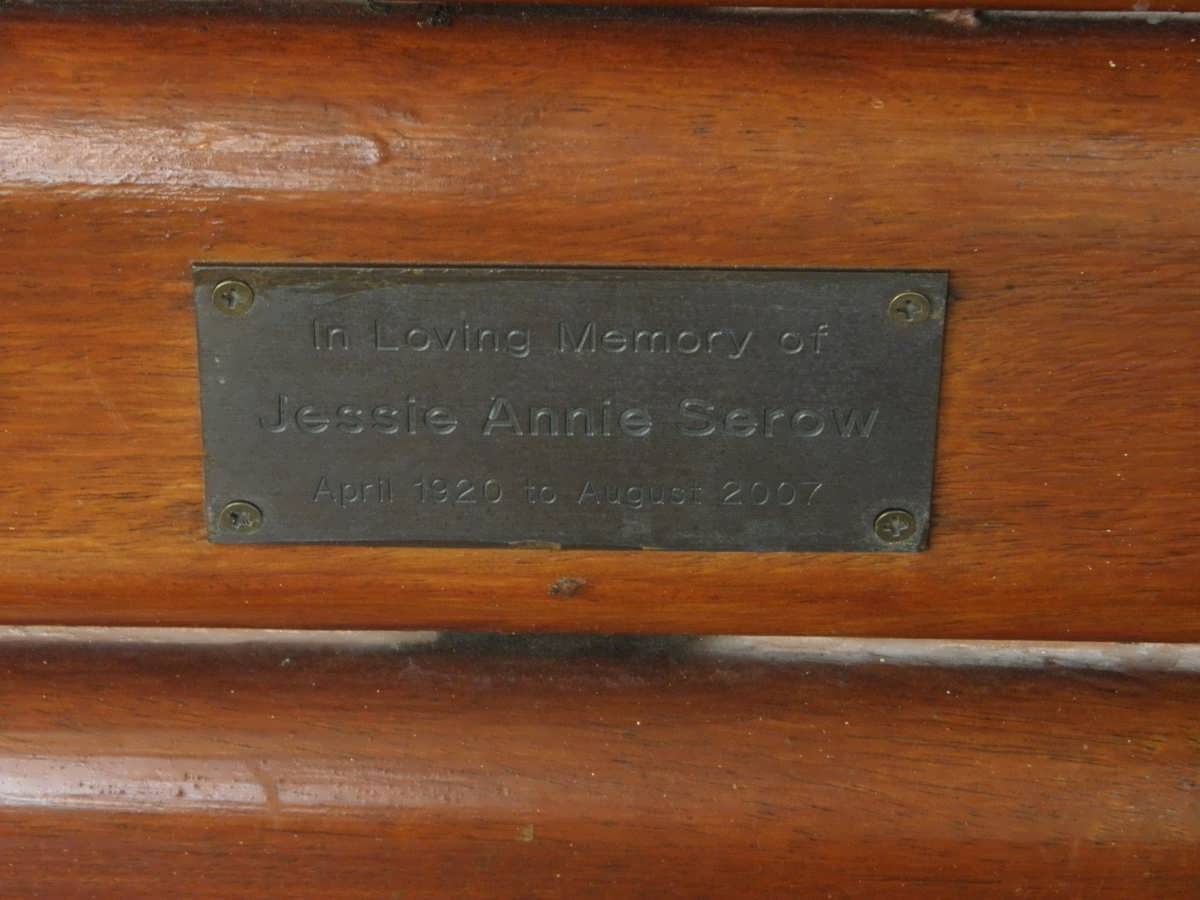 In Loving Memory of
Jessie Annie Serow
April 1920 to August 2007